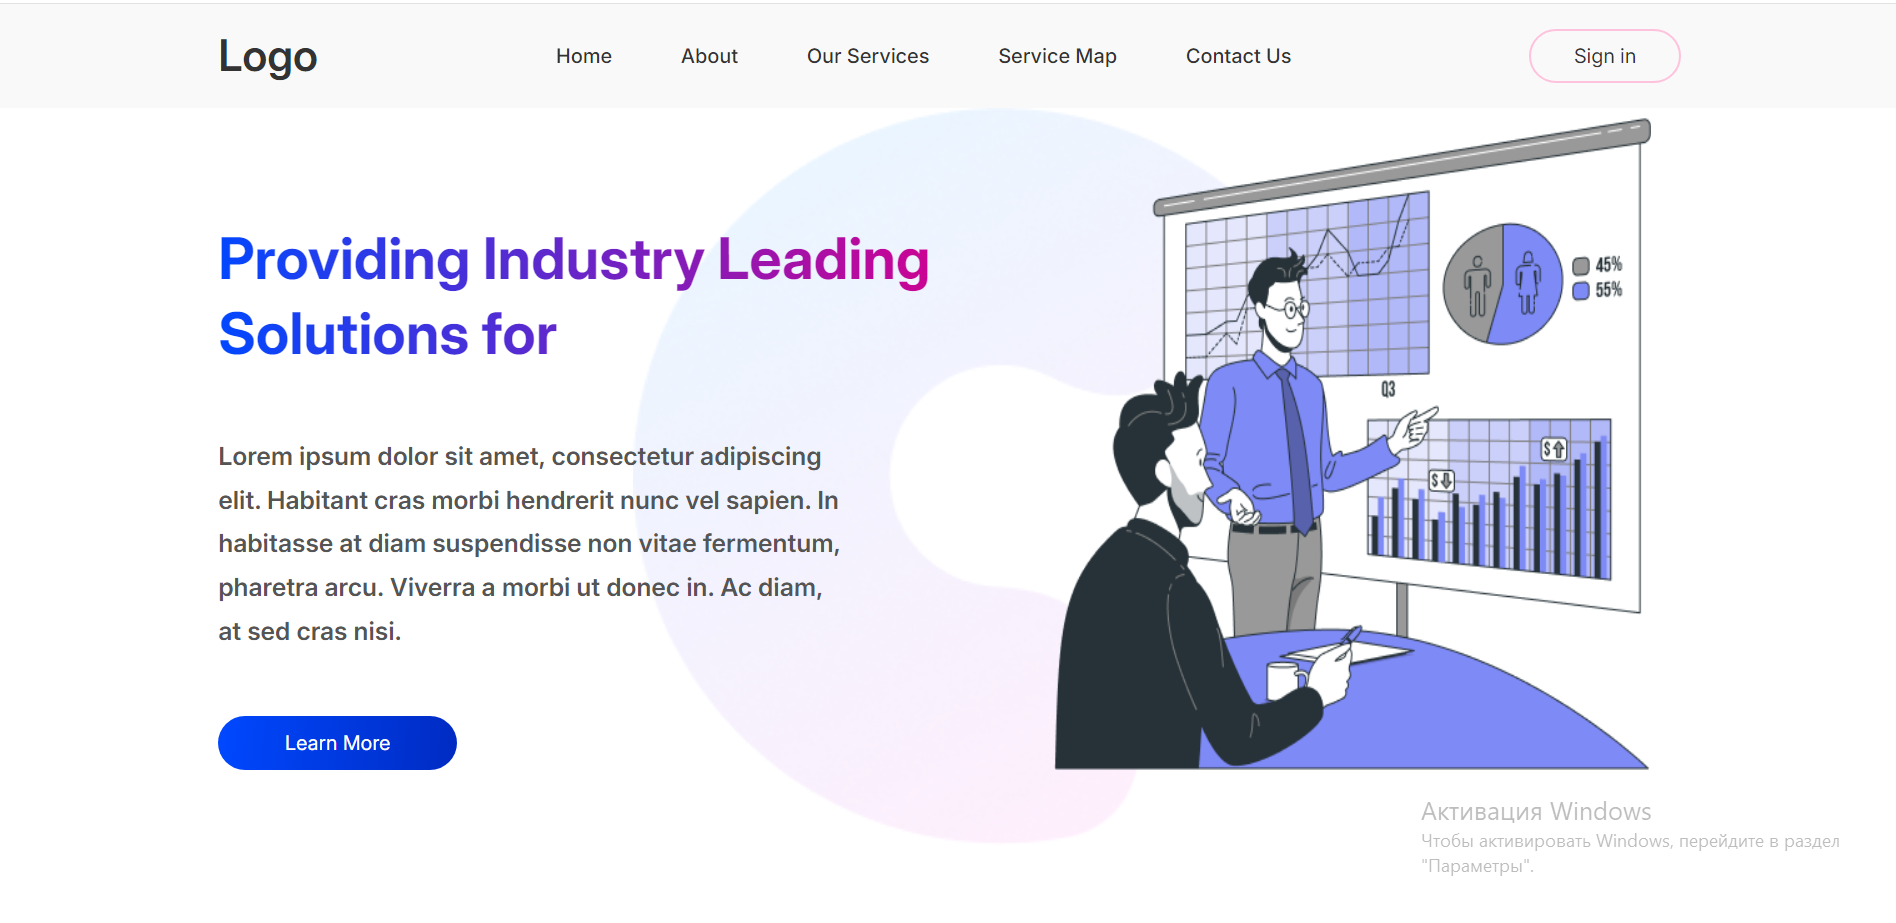 Logo
Home
About
Our Services
Service Map
Contact Us
Sign in
Providing Industry Leading
Solutions for
Lorem ipsum dolor sit amet, consectetur adipiscing
elit. Habitant cras morbi hendrerit nunc vel sapien. In
habitasse at diam suspendisse non vitae fermentum,
pharetra arcu. Viverra a morbi ut donec in. Ac diam,
at sed cras nisi.
Learn More
45%
55%
Q3
$
$
Активация Windows
Чтобы активировать Windows, перейдите в раздел
"Параметры".